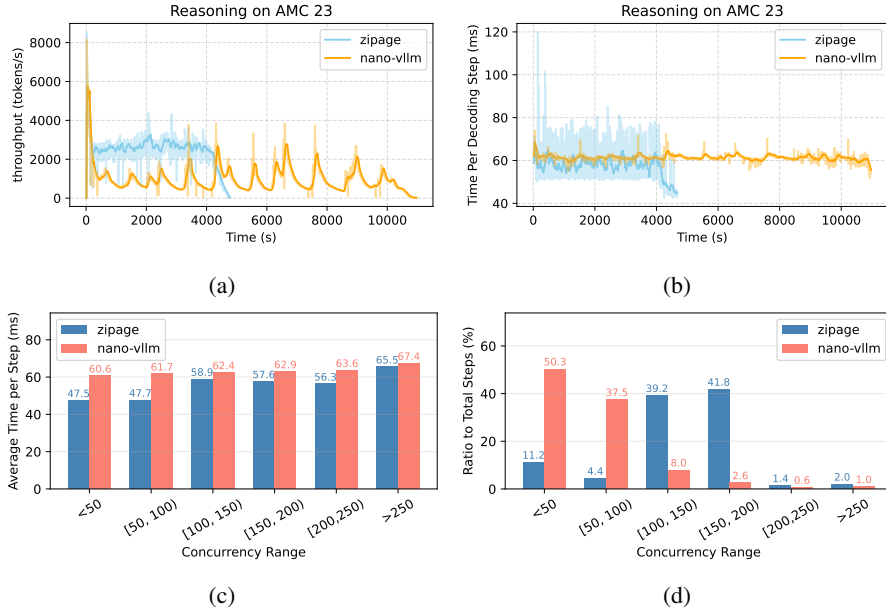 Reasoning on AMC 23
throughput (tokens/s)
8000
6000
4000
2000
0
0 2000 4000 6000 8000 10000
Time (s)
zipage
nano-vllm
(a)
Reasoning on AMC 23
Time Per Decoding Step (ms)
120
100
80
60
40
0 2000 4000 6000 8000 10000
Time (s)
zipage
nano-vllm
(b)
Average Time per Step (ms)
80
60
40
20
0
zipage
nano-vllm
47.5 60.6 47.7 61.7 58.9 62.4 57.6 62.9 56.3 63.6 65.5 67.4
<50 [50, 100) [100, 150) [150, 200) [200,250) >250
Concurrency Range
(c)
Ratio to Total Steps (%)
60
40
20
0
zipage
nano-vllm
11.2 50.3 4.4 37.5 39.2 8.0 41.8 2.6 1.4 0.6 2.0 1.0
<50 [50, 100) [100, 150) [150, 200) [200,250) >250
Concurrency Range
(d)